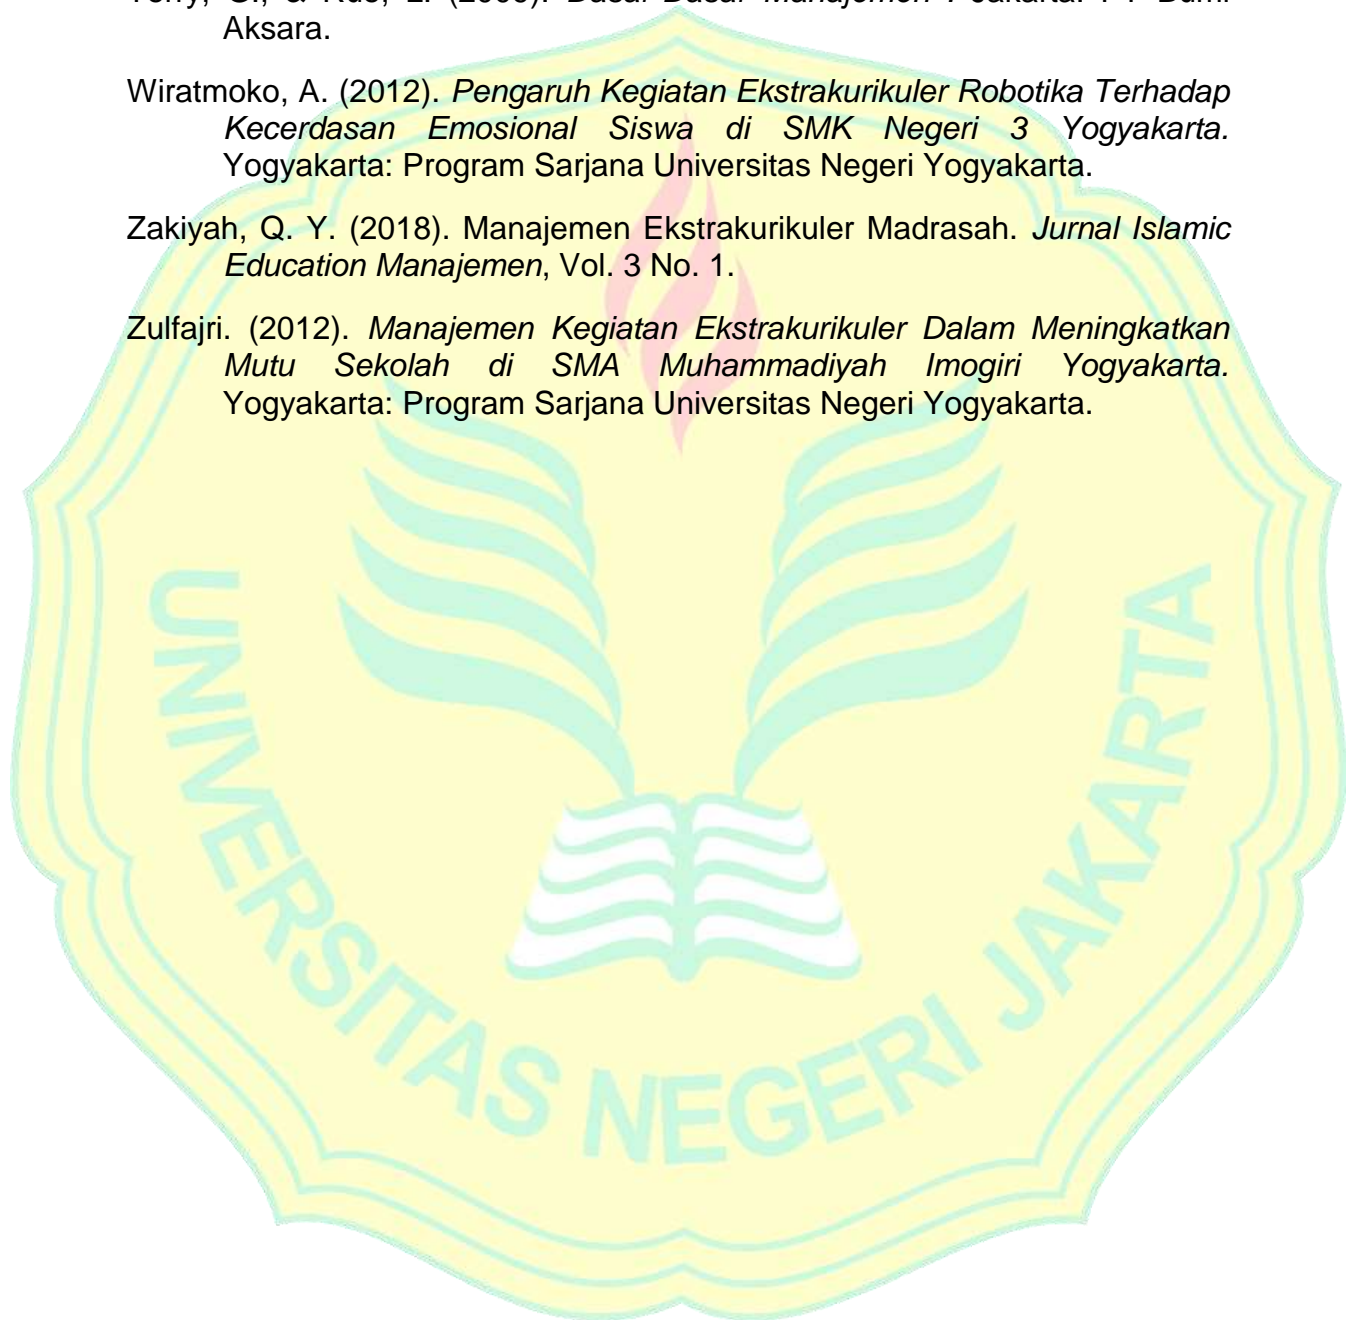 Aksara.
Wiratmoko, A. (2012). Pengaruh Kegiatan Ekstrakurikuler Robotika Terhadap
Kecerdasan Emosional Siswa di SMK Negeri 3 Yogyakarta.
Yogyakarta: Program Sarjana Universitas Negeri Yogyakarta.
Zakiyah, Q. Y. (2018). Manajemen Ekstrakurikuler Madrasah. Jurnal Islamic
Education Manajemen, Vol. 3 No. 1.
Zulfajri. (2012). Manajemen Kegiatan Ekstrakurikuler Dalam Meningkatkan
Mutu Sekolah di SMA Muhammadiyah Imogiri Yogyakarta.
Yogyakarta: Program Sarjana Universitas Negeri Yogyakarta.
UNIVERSITAS NEGERI JAKARTA